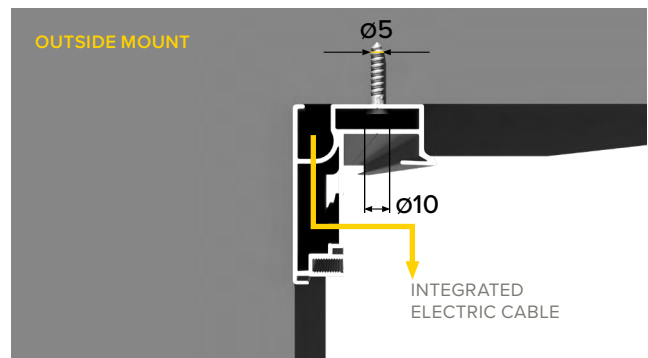 OUTSIDE MOUNT
Ø5
Ø10
INTEGRATED
ELECTRIC CABLE